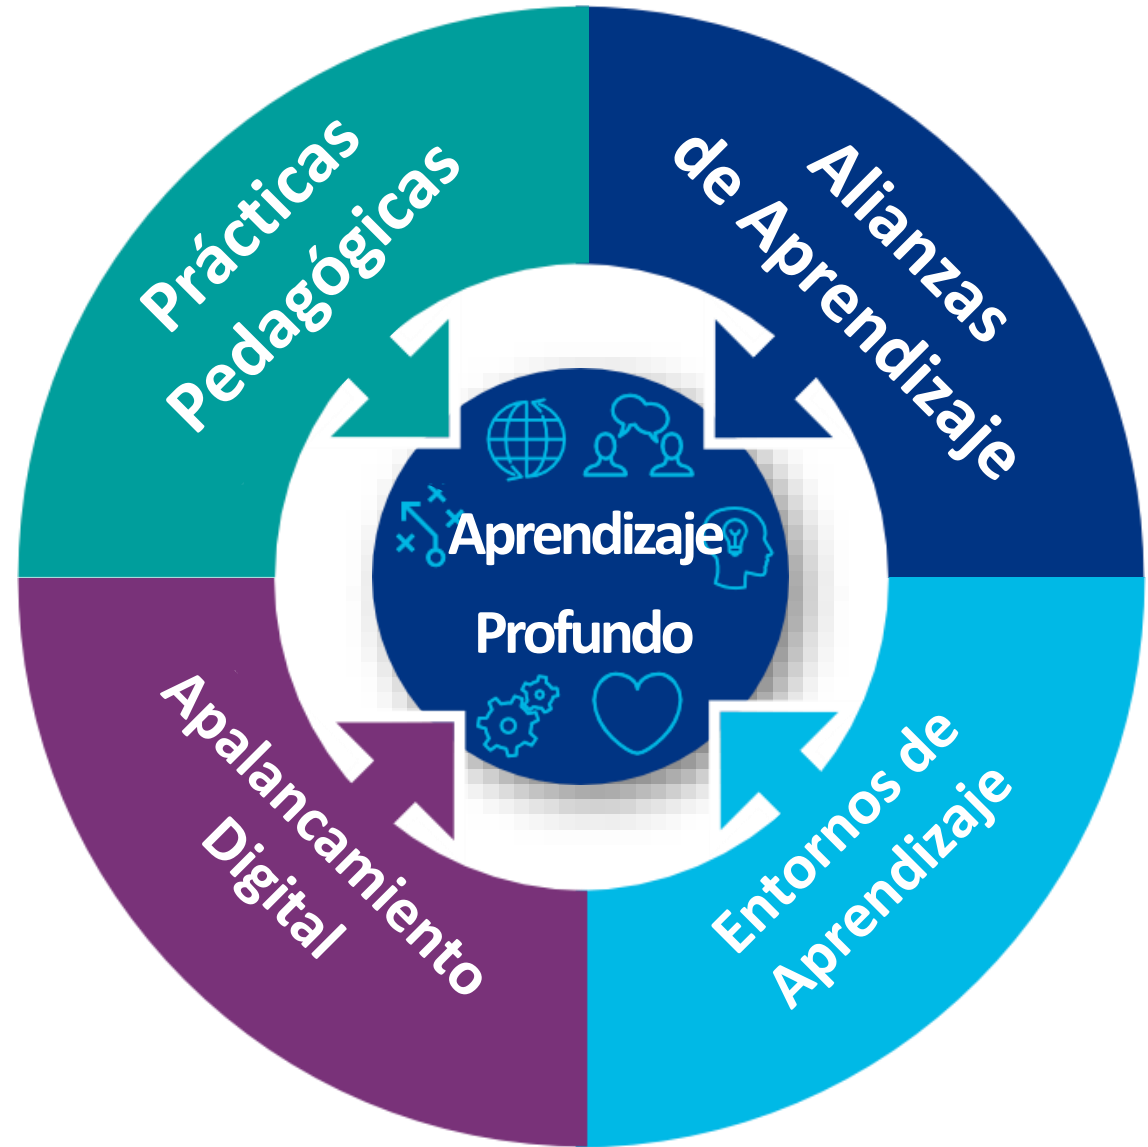 Prácticas
Pedagógicas
Alianzas
de Aprendizaje
Aprendizaje
Profundo
Apalancamiento
Digital
Entornos de
Aprendizaje